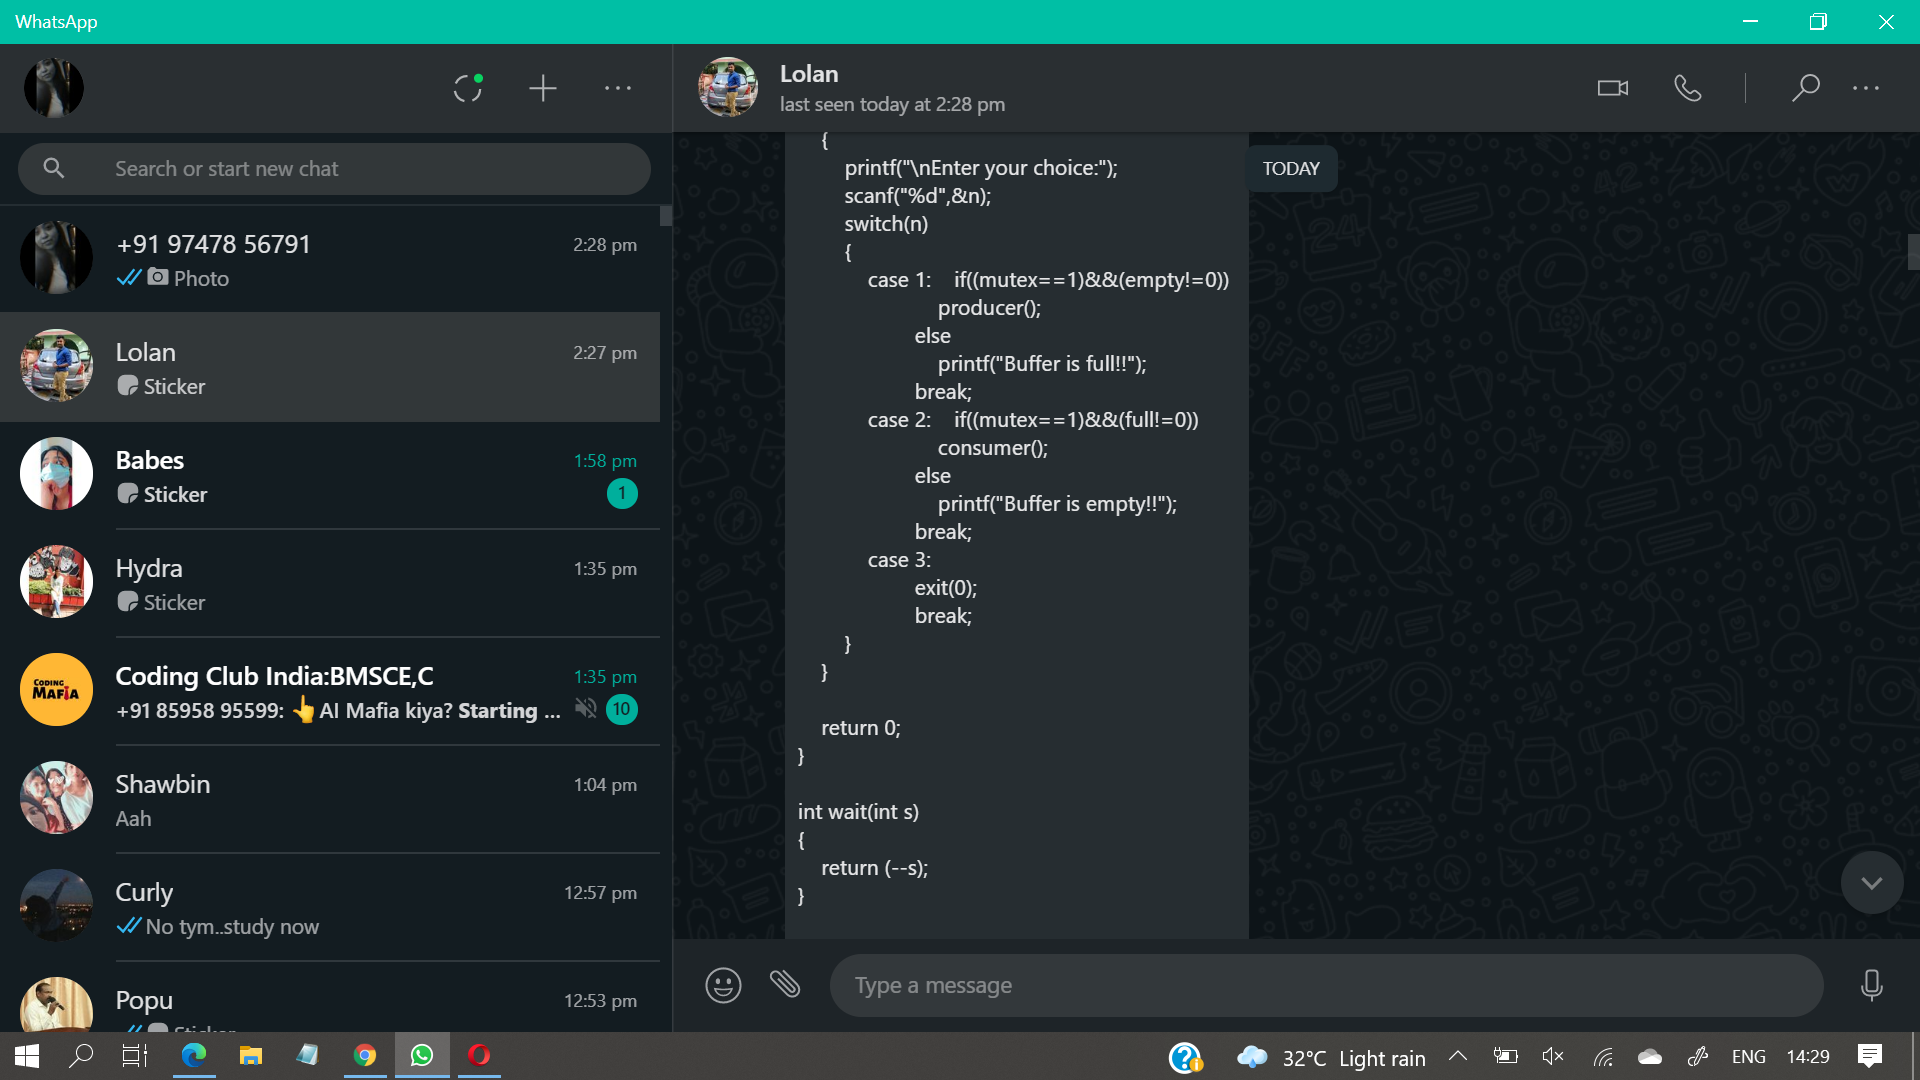 WhatsApp
Search or start new chat
+91 97478 56791
2:28 pm
Photo
Lolan
2:27 pm
Sticker
Babes
1:58 pm
Sticker
1
Hydra
1:35 pm
Sticker
Coding Club India:BMSCE,C
1:35 pm
+91 85958 95599: 👆AI Mafia kiya? Starting ...
10
CODING
MAFIA
Shawbin
1:04 pm
Aah
Curly
12:57 pm
No tym..study now
Popu
12:53 pm
Sticker
Lolan
last seen today at 2:28 pm
TODAY
{
printf("\nEnter your choice:");
scanf("%d",&n);
switch(n)
{
case 1: if((mutex==1)&&(empty!=0))
producer();
else
printf("Buffer is full!!");
break;
case 2: if((mutex==1)&&(full!=0))
consumer();
else
printf("Buffer is empty!!");
break;
case 3:
exit(0);
break;
}
}
return 0;
}
int wait(int s)
{
return (--s);
}
Type a message
32°C Light rain
ENG
14:29